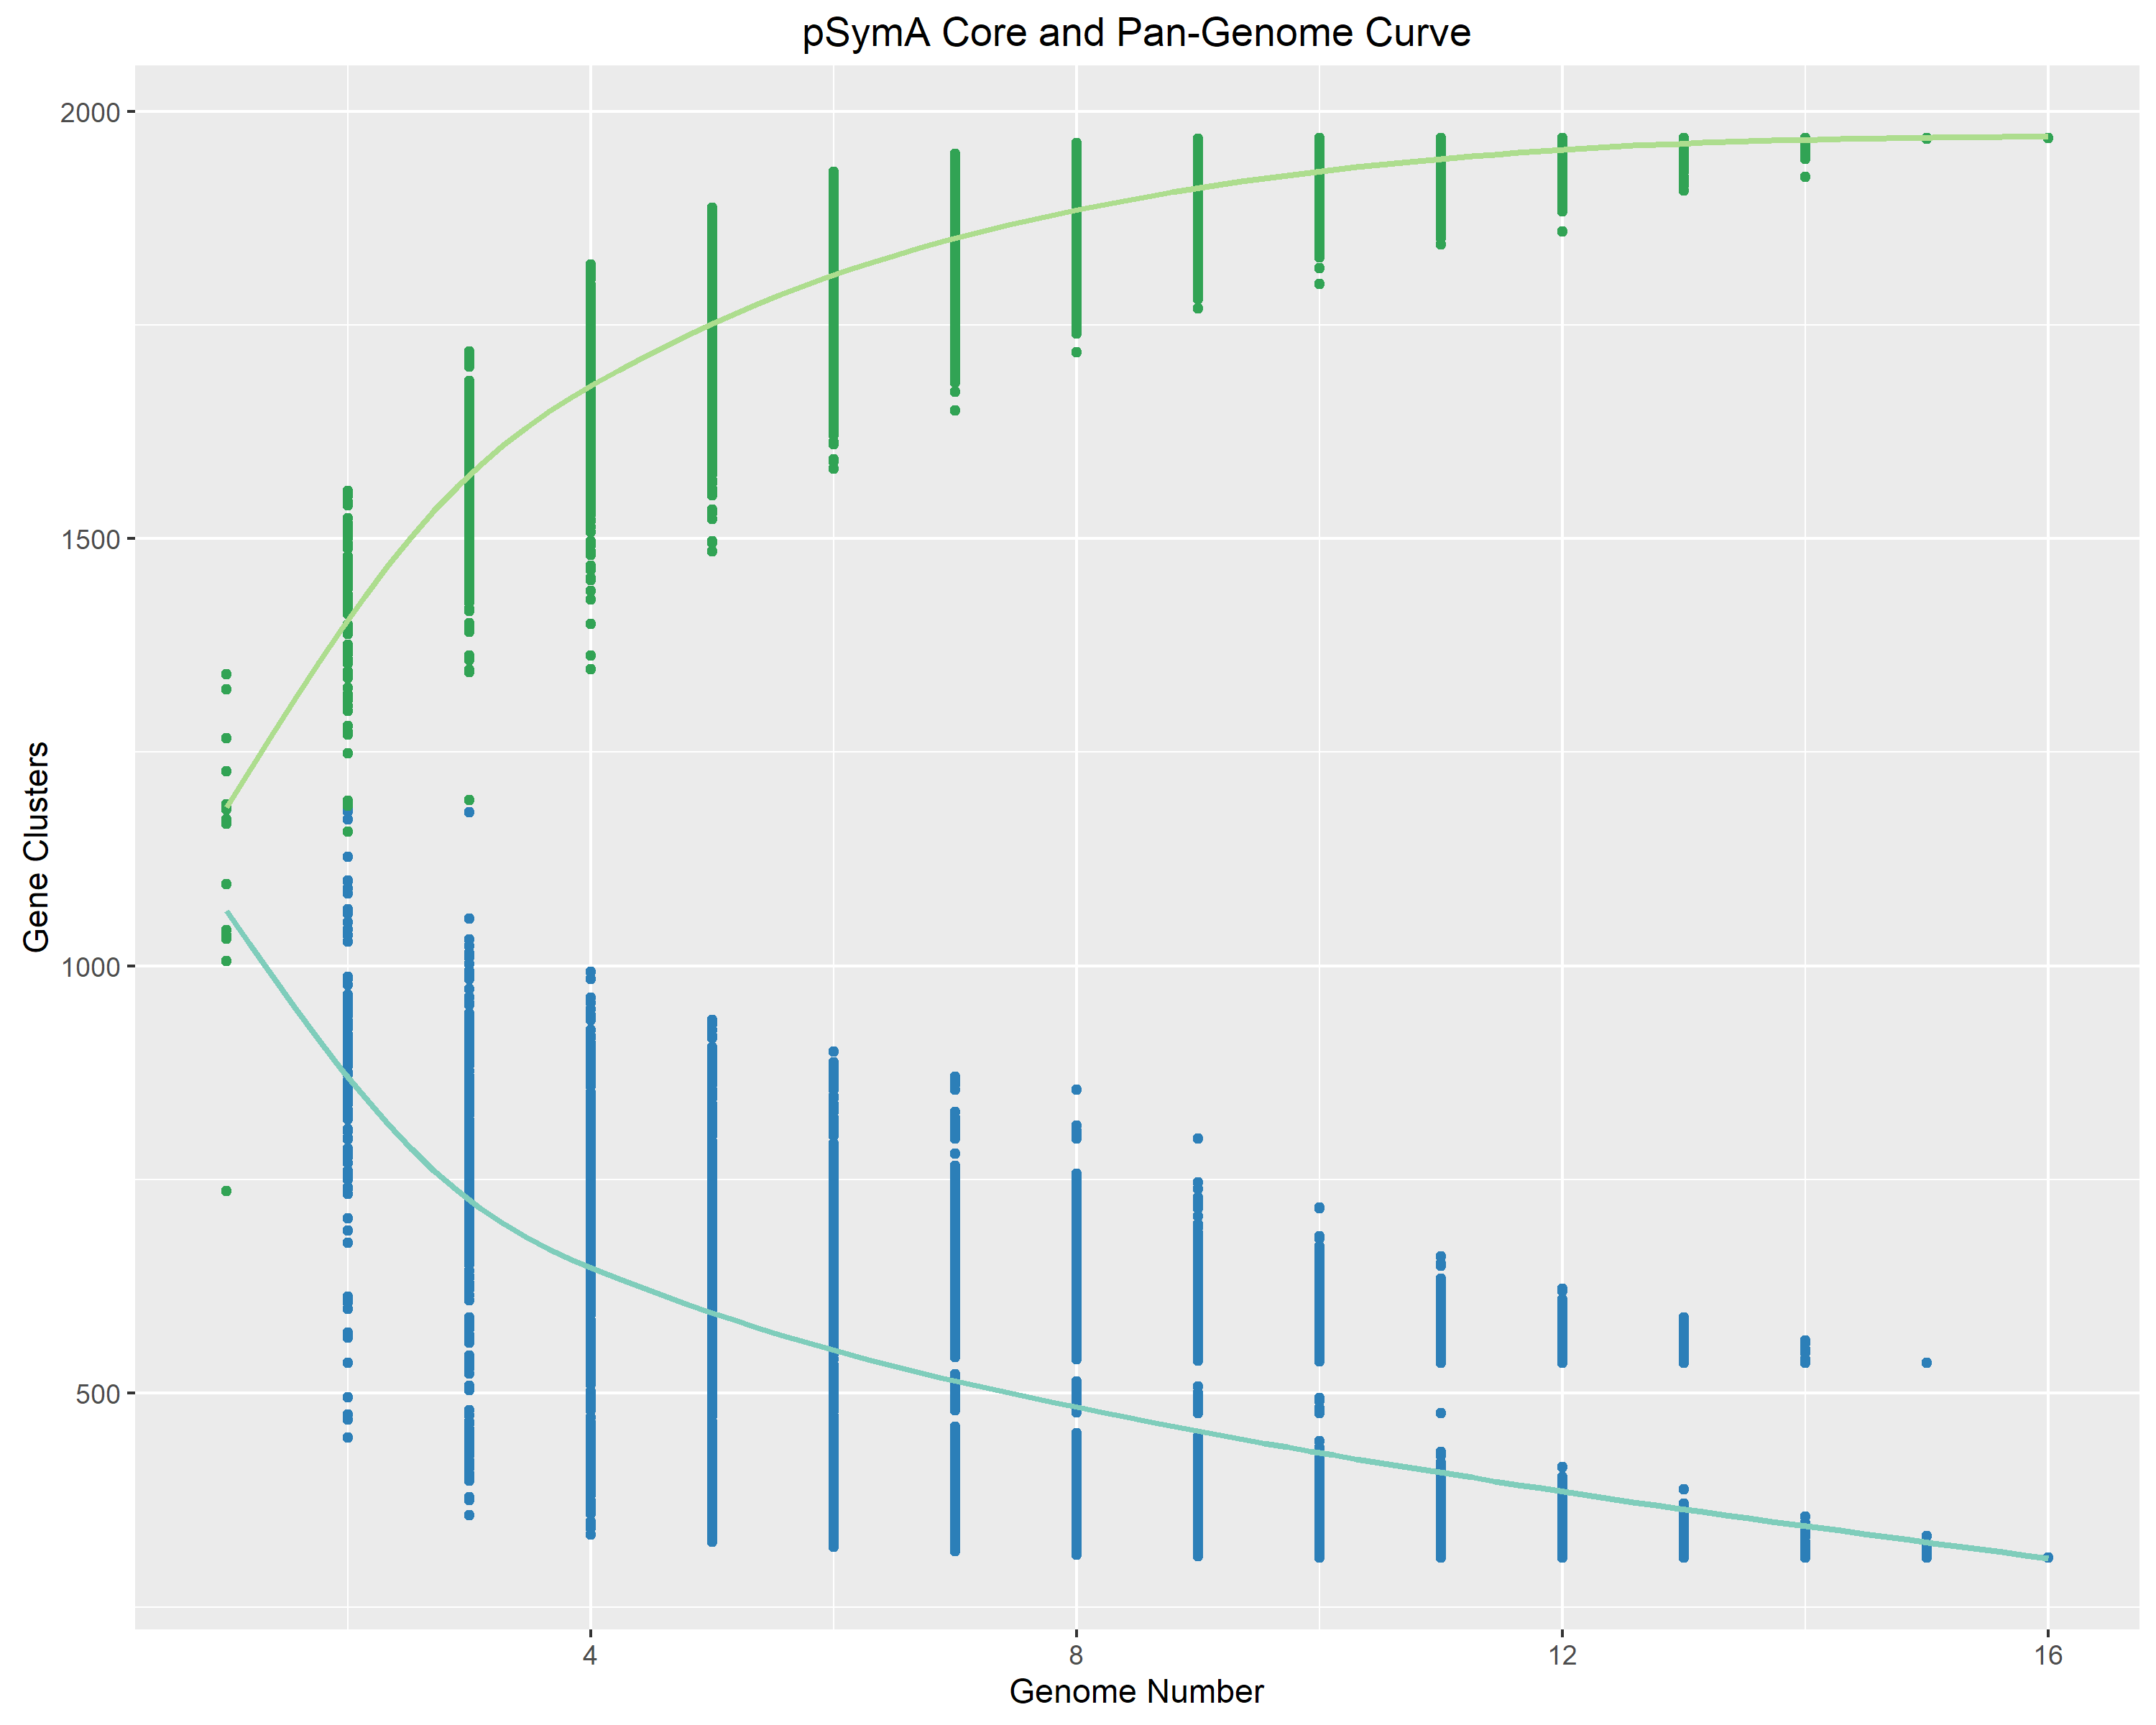 pSymA Core and Pan-Genome Curve
2000
1500
1000
500
Gene Clusters
4 8 12 16
Genome Number